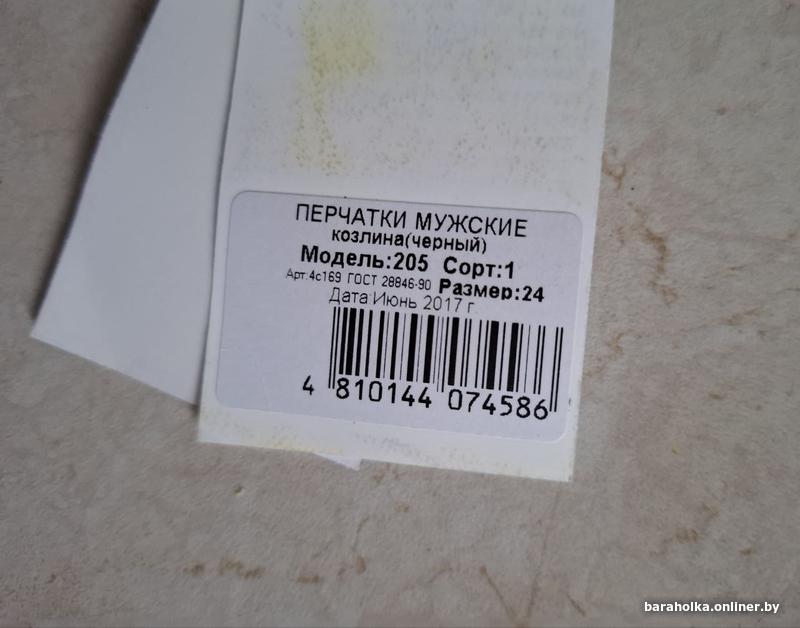 ПЕРЧАТКИ МУЖСКИЕ
козлина(черный)
Модель:205 Сорт:1
Арт.4с169 ГОСТ 28846-90 Размер:24
Дата:Июнь 2017 г
4 810144 074586
baraholka.onliner.by